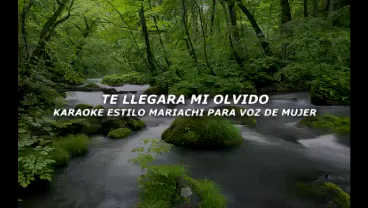 TE LLEGARA MI OLVIDO
KARAOKE ESTILO MARIACHI PARA VOZ DE MUJER